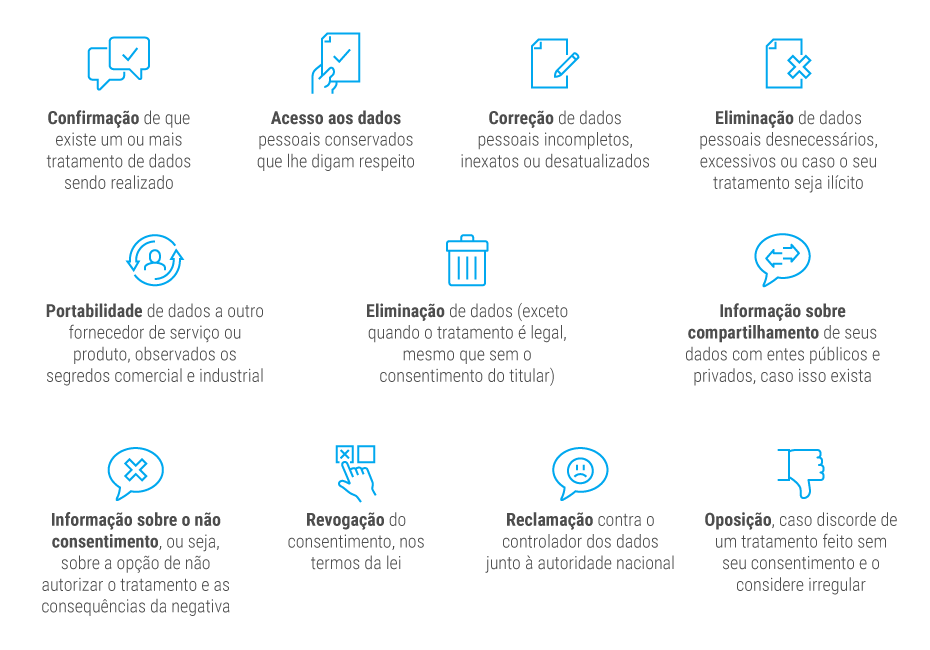 Confirmação de que
existe um ou mais
tratamento de dados
sendo realizado
Acesso aos dados
pessoais conservados
que lhe digam respeito
Correção de dados
pessoais incompletos,
inexatos ou desatualizados
Eliminação de dados
pessoais desnecessários,
excessivos ou caso o seu
tratamento seja ilícito
Portabilidade de dados a outro
fornecedor de serviço ou
produto, observados os
segredos comercial e industrial
Eliminação de dados (exceto
quando o tratamento é legal,
mesmo que sem o
consentimento do titular)
Informação sobre
compartilhamento de seus
dados com entes públicos e
privados, caso isso exista
Informação sobre o não
consentimento, ou seja,
sobre a opção de não
autorizar o tratamento e as
consequências da negativa
Revogação do
consentimento, nos
termos da lei
Reclamação contra o
controlador dos dados
junto à autoridade nacional
Oposição, caso discorde de
um tratamento feito sem
seu consentimento e o
considere irregular